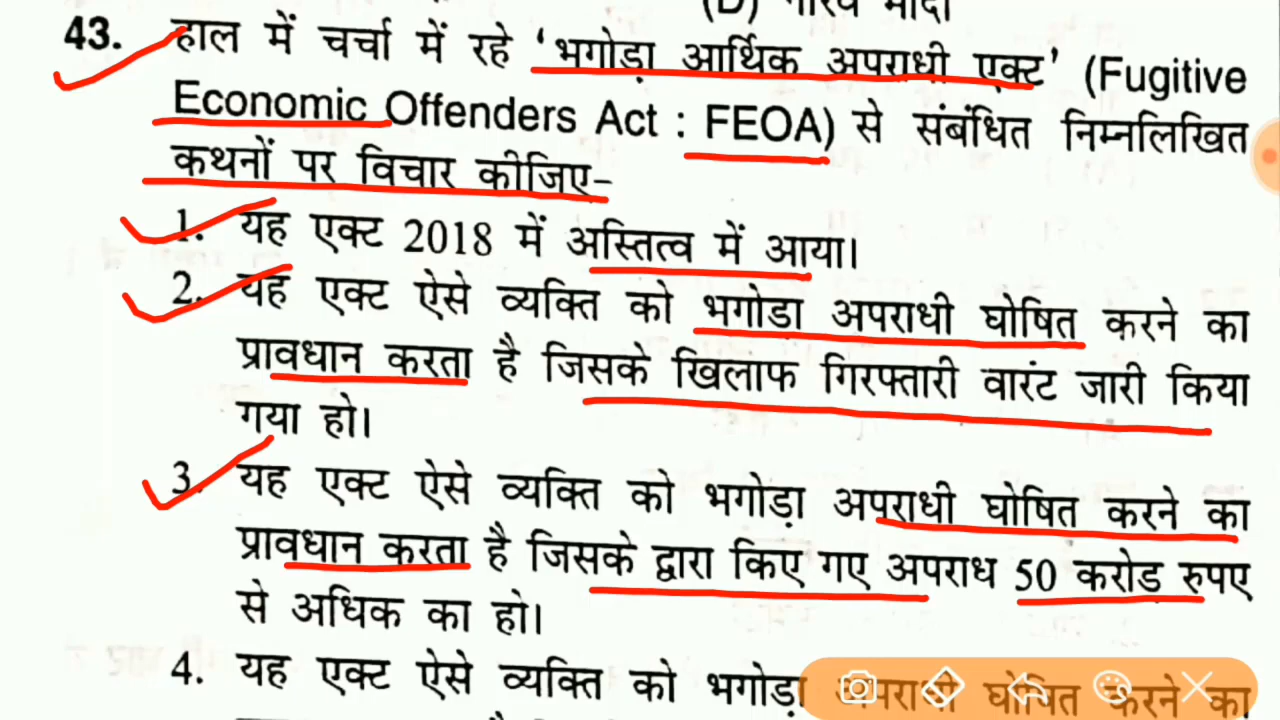 (D) नीरव मोदी
43. हाल में चर्चा में रहे ‘भगोड़ा आर्थिक अपराधी एक्ट’ (Fugitive
Economic Offenders Act : FEOA) से संबंधित निम्नलिखित
कथनों पर विचार कीजिए–
1. यह एक्ट 2018 में अस्तित्व में आया।
2. यह एक्ट ऐसे व्यक्ति को भगोडा अपराधी घोषित करने का
प्रावधान करता है जिसके खिलाफ गिरफ्तारी वारंट जारी किया
गया हो।
3. यह एक्ट ऐसे व्यक्ति को भगोड़ा अपराधी घोषित करने का
प्रावधान करता है जिसके द्वारा किए गए अपराध 50 करोड रुपए
से अधिक का हो।
4. यह एक्ट ऐसे व्यक्ति को भगोड़ा अपराधी घोषित करने का